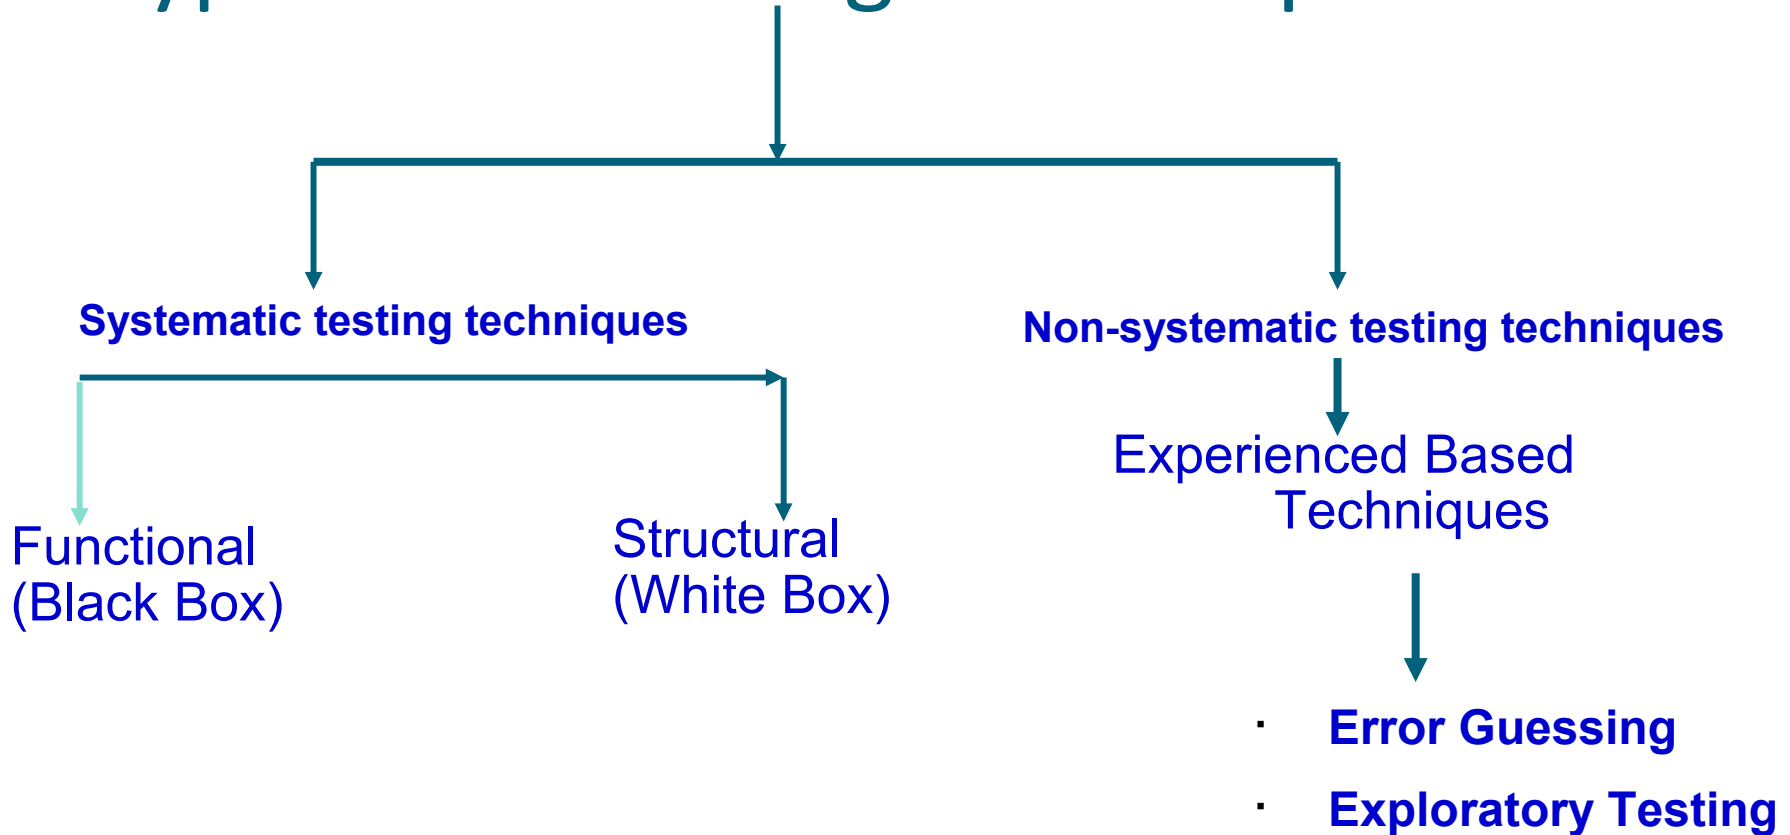 Systematic testing techniques
Non-systematic testing techniques
Experienced Based
Techniques
Functional
(Black Box)
Structural
(White Box)
· Error Guessing
· Exploratory Testing